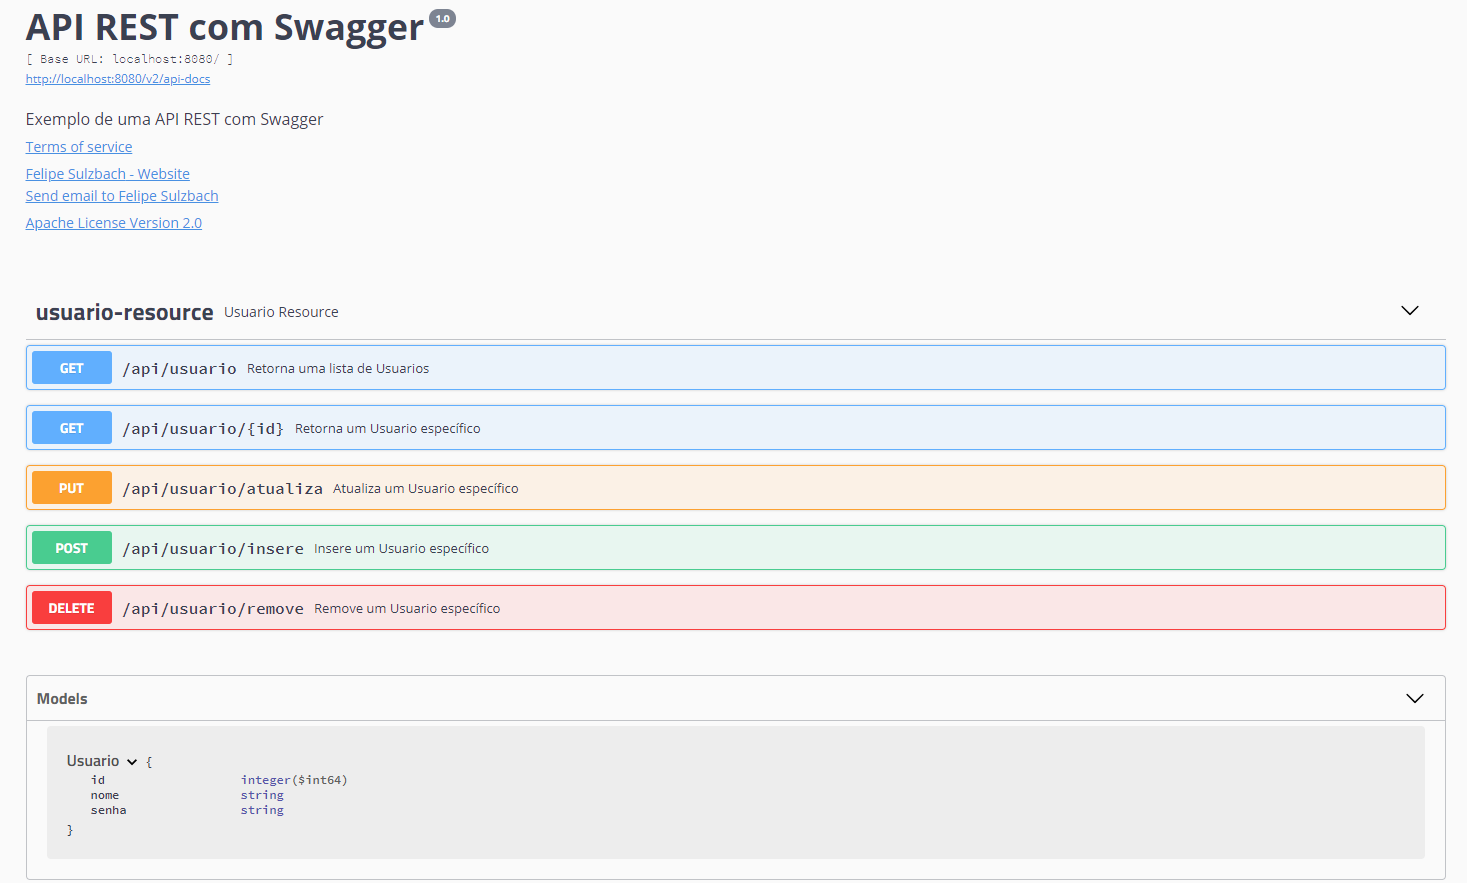 API REST com Swagger 1.0
[ Base URL: localhost:8080/ ]
http://localhost:8080/v2/api-docs
Exemplo de uma API REST com Swagger
Terms of service
Felipe Sulzbach - Website
Send email to Felipe Sulzbach
Apache License Version 2.0
usuario-resource Usuario Resource
GET /api/usuario Retorna uma lista de Usuarios
GET /api/usuario/{id} Retorna um Usuario específico
PUT /api/usuario/atualiza Atualiza um Usuario específico
POST /api/usuario/insere Insere um Usuario específico
DELETE /api/usuario/remove Remove um Usuario específico
Models
Usuario {
id integer($int64)
nome string
senha string
}